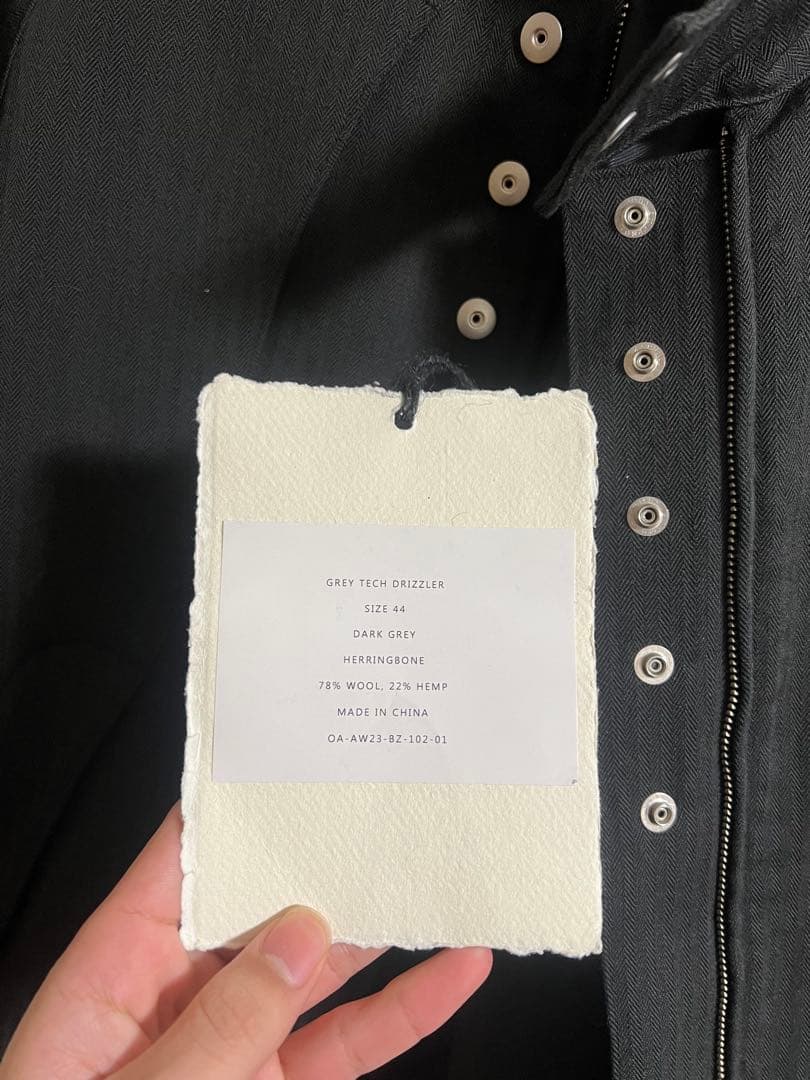 GREY TECH DRIZZLER
SIZE 44
DARK GREY
HERRINGBONE
78% WOOL, 22% HEMP
MADE IN CHINA
OA-AW23-BZ-102-01